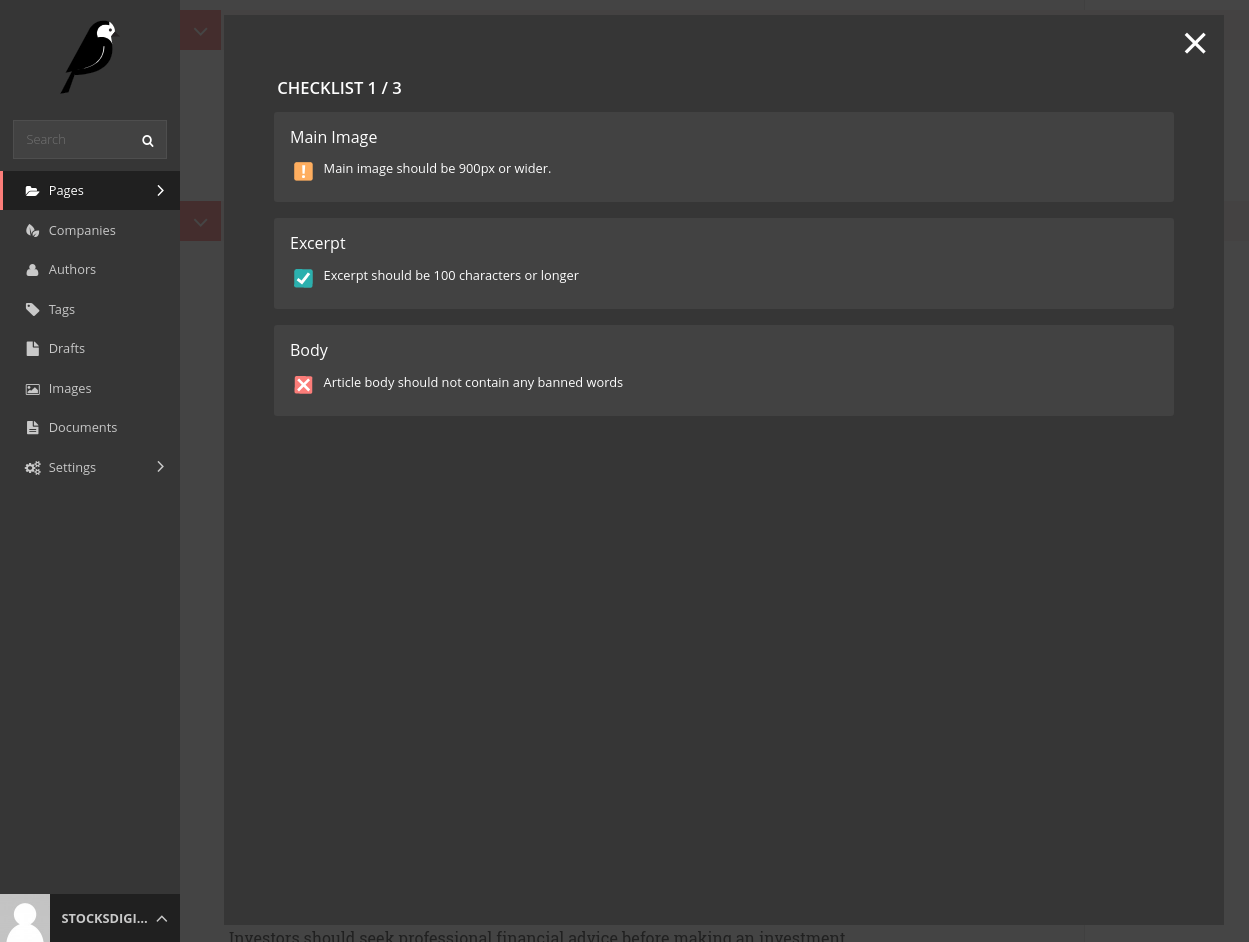 Search
Pages
Companies
Authors
Tags
Drafts
Images
Documents
Settings
STOCKSDIGI...
CHECKLIST 1 / 3
Main Image
Main image should be 900px or wider.
Excerpt
Excerpt should be 100 characters or longer
Body
Article body should not contain any banned words
Investors should seek professional financial advice before making an investment